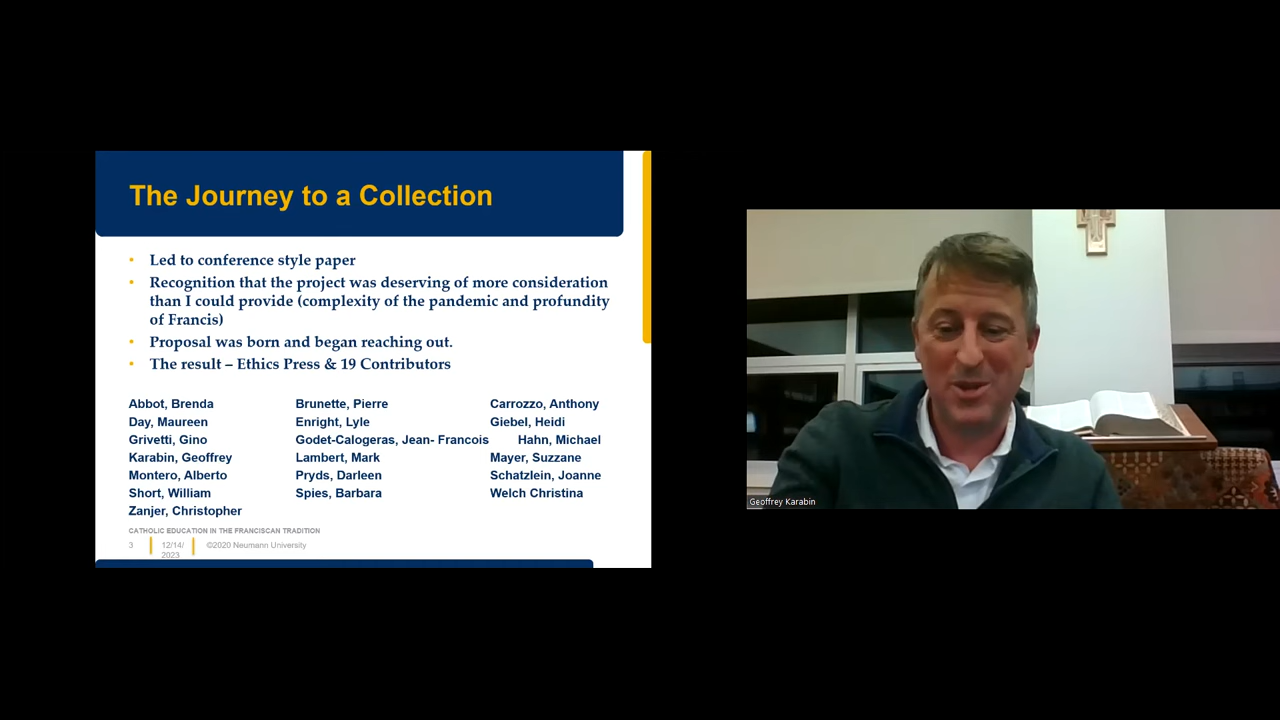 The Journey to a Collection
• Led to conference style paper
• Recognition that the project was deserving of more consideration
than I could provide (complexity of the pandemic and profundity
of Francis)
• Proposal was born and began reaching out.
• The result – Ethics Press & 19 Contributors
Abbot, Brenda Brunette, Pierre Carrozzo, Anthony
Day, Maureen Enright, Lyle Giebel, Heidi
Grivetti, Gino Godet-Calogeras, Jean- Francois Hahn, Michael
Karabin, Geoffrey Lambert, Mark Mayer, Suzzane
Montero, Alberto Pryds, Darleen Schatzlein, Joanne
Short, William Spies, Barbara Welch Christina
Zanjer, Christopher
CATHOLIC EDUCATION IN THE FRANCISCAN TRADITION
3 12/14/ ©2020 Neumann University
2023
Geoffrey Karabin